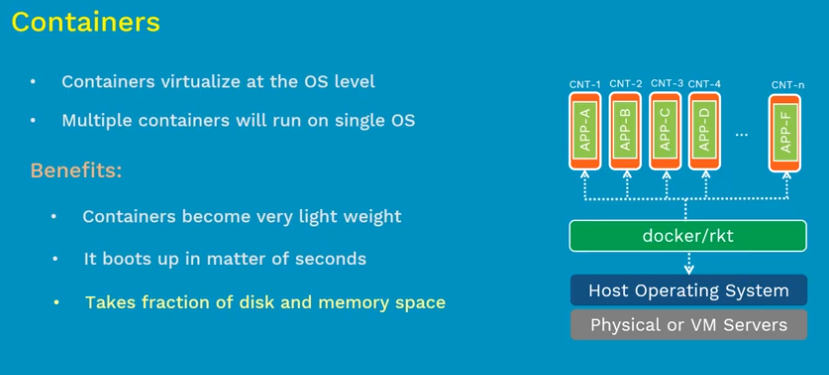 Containers
• Containers virtualize at the OS level
• Multiple containers will run on single OS
Benefits:
• Containers become very light weight
• It boots up in matter of seconds
• Takes fraction of disk and memory space
CNT-1 CNT-2 CNT-3 CNT-4 CNT-n
APP-A APP-B APP-C APP-D ... APP-F
docker/rkt
Host Operating System
Physical or VM Servers